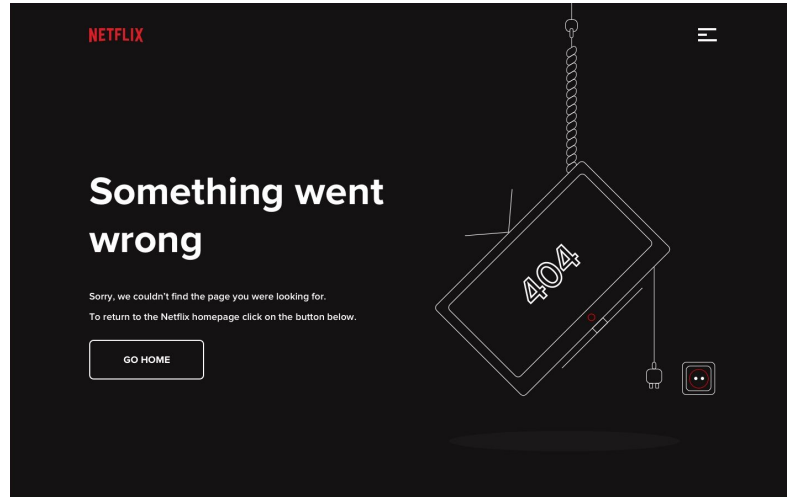 NETFLIX
Something went
wrong
404
Sorry, we couldn't find the page you were looking for.
To return to the Netflix homepage click on the button below.
GO HOME